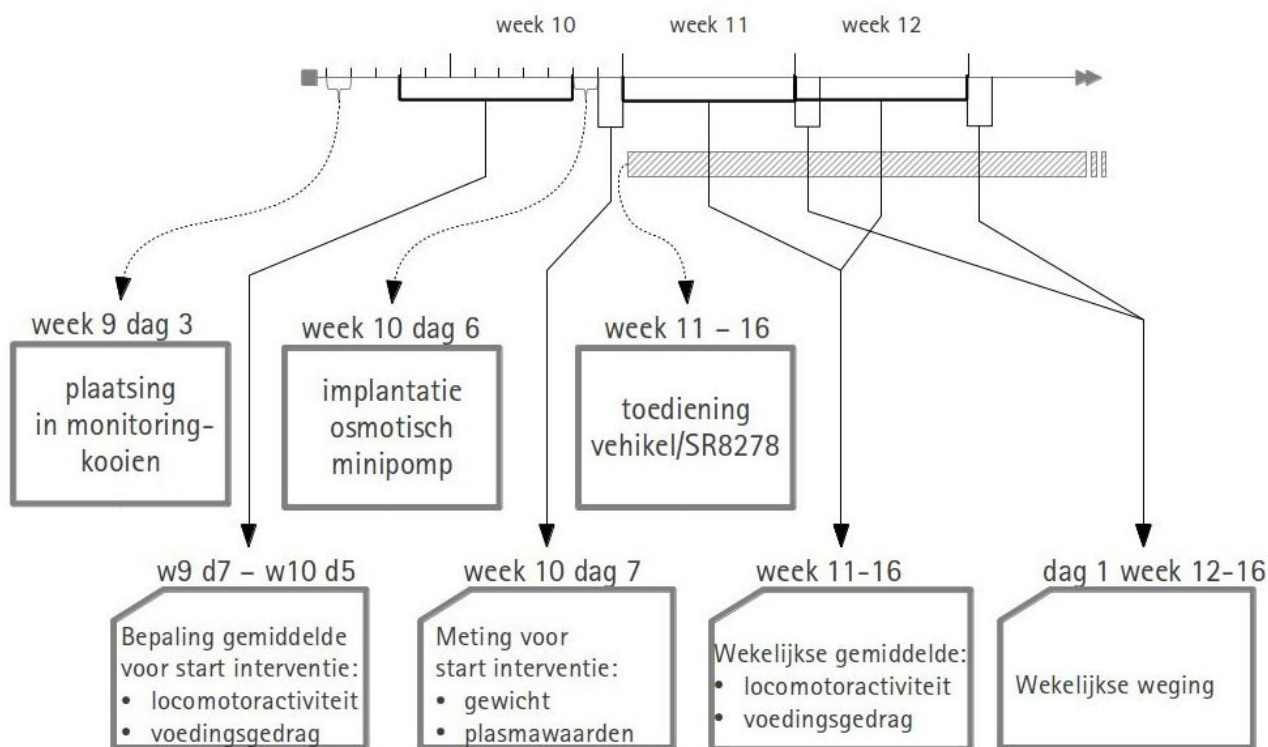 week 10
week 11
week 12
week 9 dag 3
plaatsing
in monitoring-
kooien
week 10 dag 6
implantatie
osmotisch
minipomp
week 11 – 16
toediening
vehikel/SR8278
w9 d7 – w10 d5
Bepaling gemiddelde
voor start interventie:
• locomotoractiviteit
• voedingsgedrag
week 10 dag 7
Meting voor
start interventie:
• gewicht
• plasmawaarden
week 11-16
Wekelijkse gemiddelde:
• locomotoractiviteit
• voedingsgedrag
dag 1 week 12-16
Wekelijkse weging